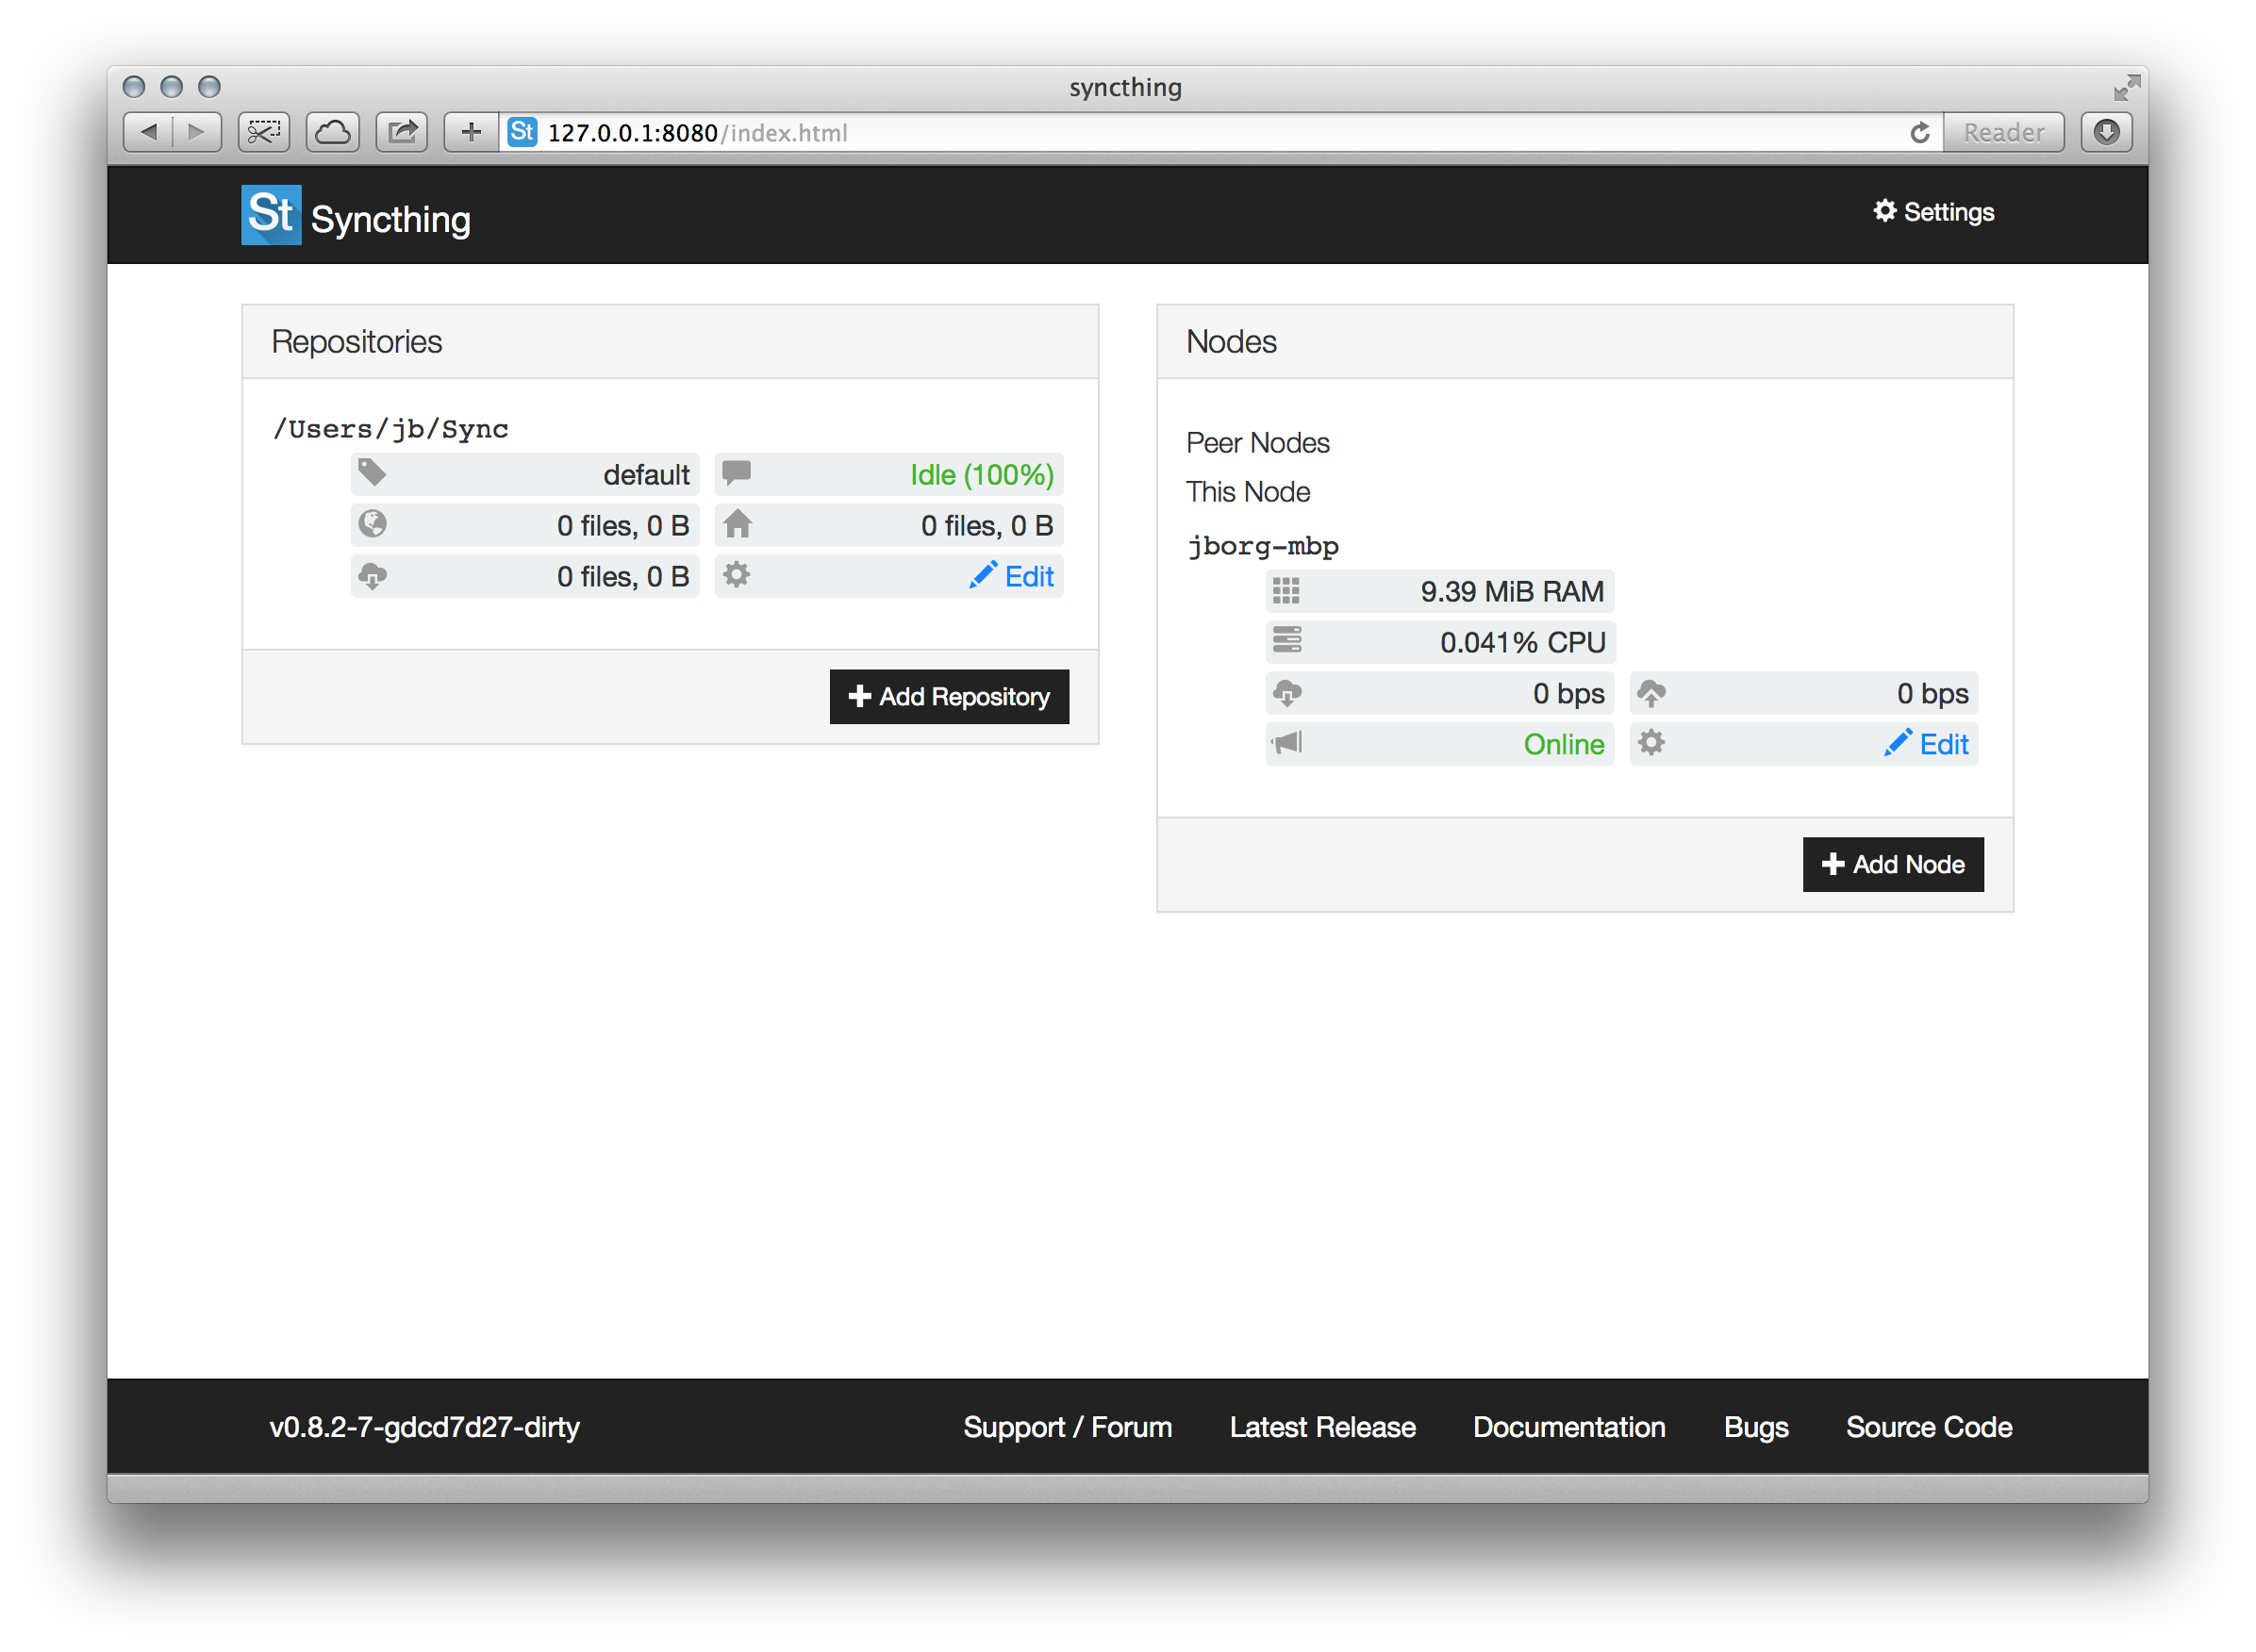 syncthing
St 127.0.0.1:8080/index.html Reader
St Syncthing Settings
Repositories
/Users/jb/Sync
default Idle (100%)
0 files, 0 B 0 files, 0 B
0 files, 0 B Edit
Add Repository
Nodes
Peer Nodes
This Node
jborg-mbp
9.39 MiB RAM
0.041% CPU
0 bps 0 bps
Online Edit
Add Node
v0.8.2-7-gdcd7d27-dirty Support / Forum Latest Release Documentation Bugs Source Code